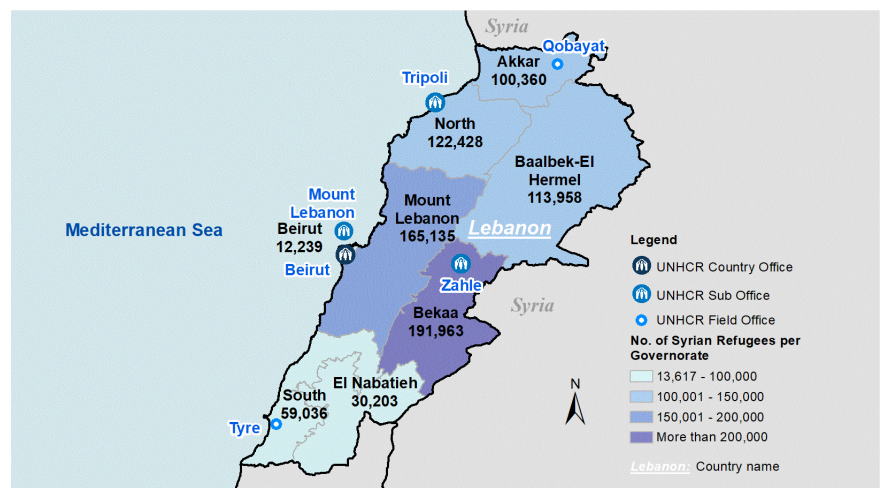 Syria
Qobayat
Akkar
100,360
Tripoli
North
122,428
Baalbek-El
Hermel
113,958
Mount
Lebanon
Mount
Lebanon
165,135
Beirut
12,239
Mediterranean Sea
Lebanon
Beirut
Zahle
Syria
Bekaa
191,963
El Nabatieh
30,203
South
59,036
Tyre
N
Legend
UNHCR Country Office
UNHCR Sub Office
UNHCR Field Office
No. of Syrian Refugees per
Governorate
13,617 - 100,000
100,001 - 150,000
150,001 - 200,000
More than 200,000
Lebanon: Country name